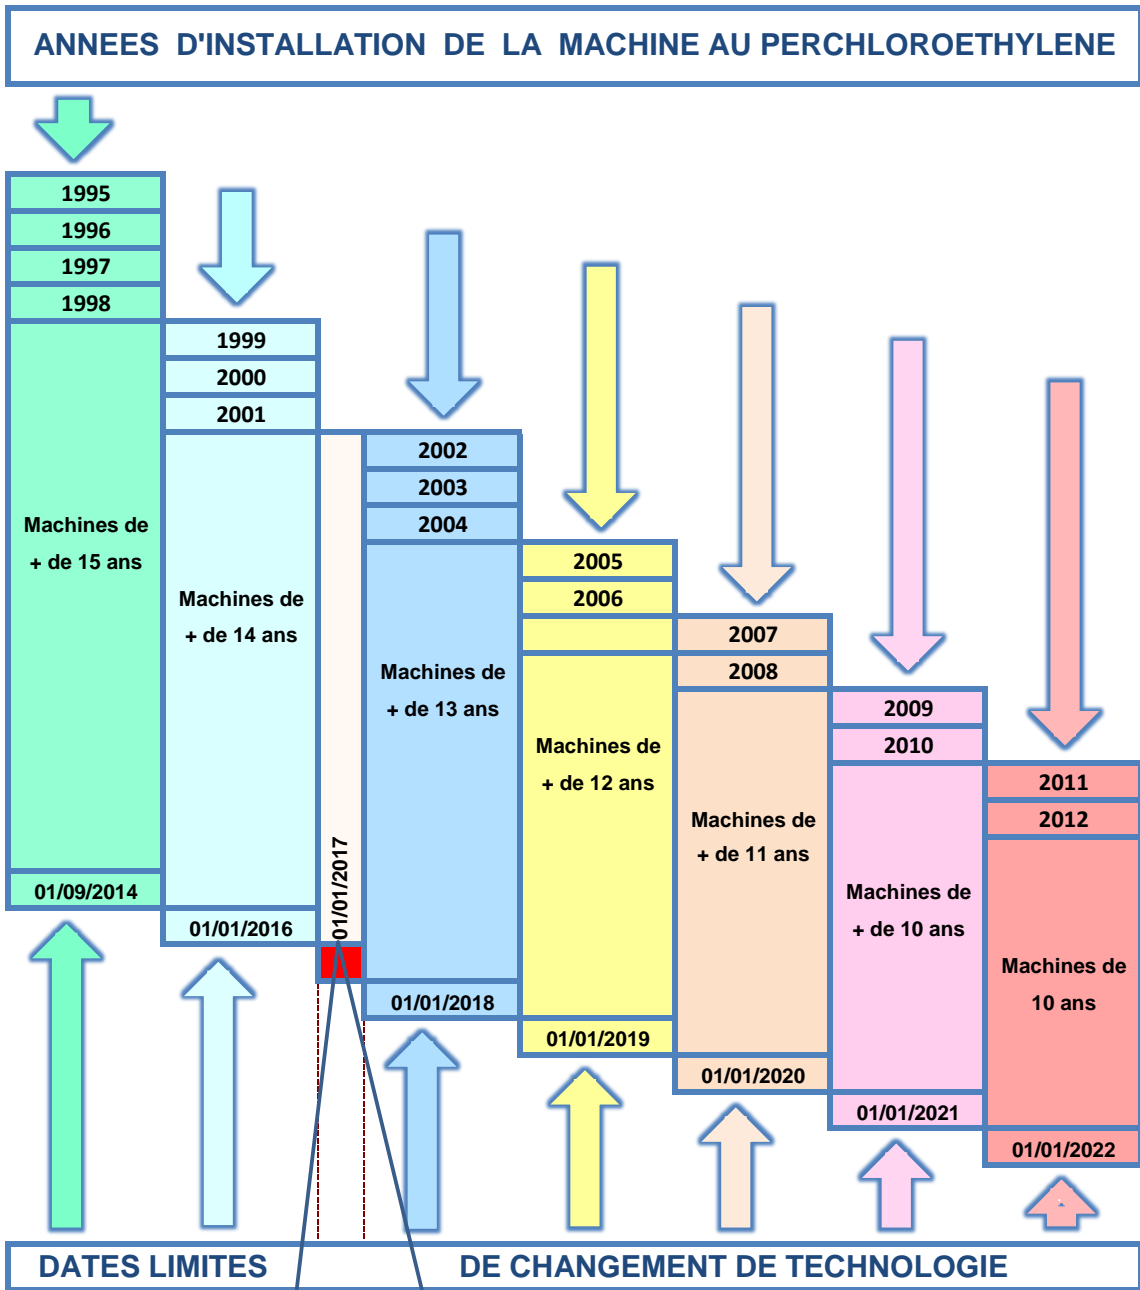 ANNEES D'INSTALLATION DE LA MACHINE AU PERCHLOROETHYLENE
1995
1996
1997
1998
Machines de
+ de 15 ans
01/09/2014
1999
2000
2001
Machines de
+ de 14 ans
01/01/2016
01/01/2017
2002
2003
2004
Machines de
+ de 13 ans
01/01/2018
2005
2006
Machines de
+ de 12 ans
01/01/2019
2007
2008
Machines de
+ de 11 ans
01/01/2020
2009
2010
Machines de
+ de 10 ans
01/01/2021
2011
2012
Machines de
10 ans
01/01/2022
DATES LIMITES DE CHANGEMENT DE TECHNOLOGIE